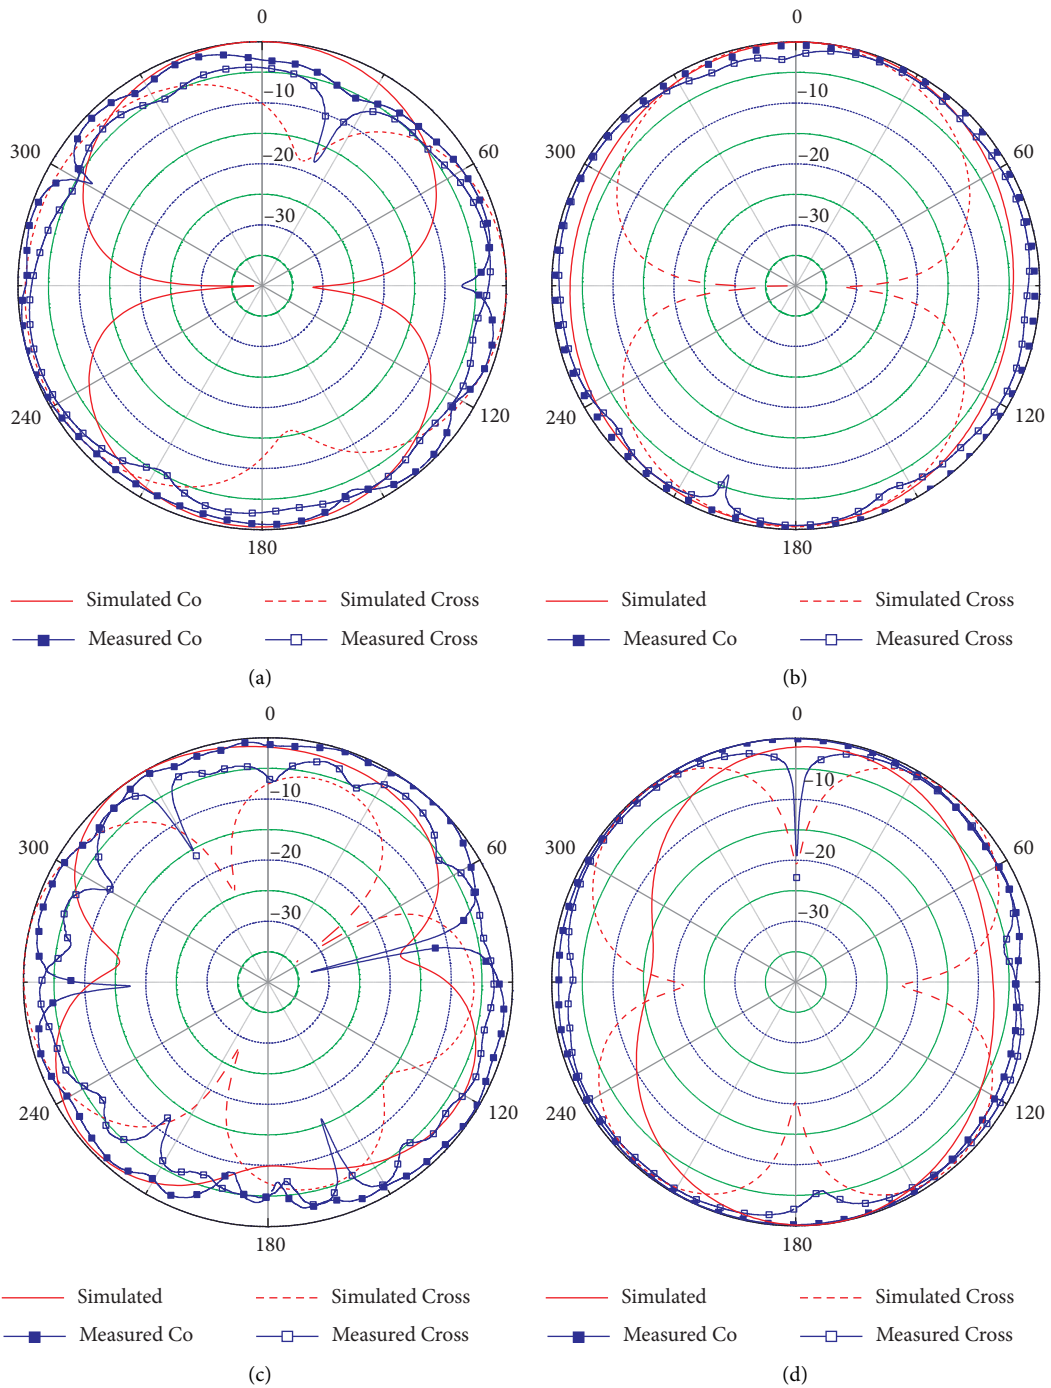 0
300
60
−10
−20
−30
240
120
180
Simulated Co
Simulated Cross
Measured Co
Measured Cross
(a)
0
300
60
−10
−20
−30
240
120
180
Simulated
Simulated Cross
Measured Co
Measured Cross
(b)
0
300
60
−10
−20
−30
240
120
180
Simulated
Simulated Cross
Measured Co
Measured Cross
(c)
0
300
60
−10
−20
−30
240
120
180
Simulated
Simulated Cross
Measured Co
Measured Cross
(d)